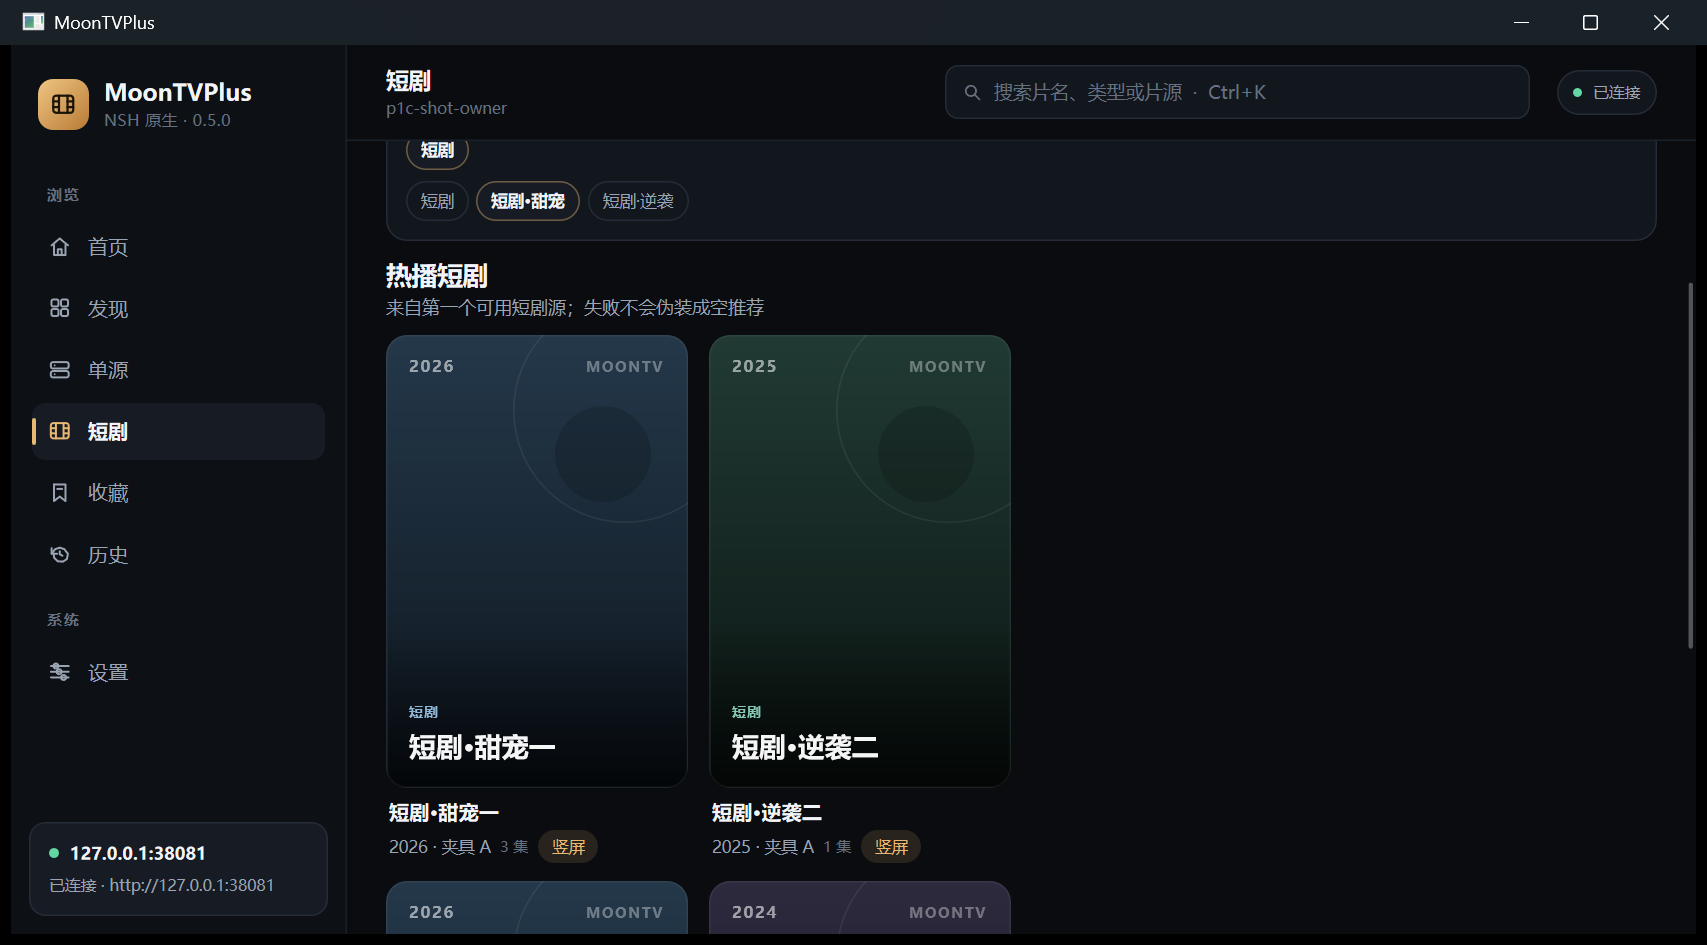 MoonTVPlus
MoonTVPlus
NSH 原生 · 0.5.0
浏览
首页
发现
单源
短剧
收藏
历史
系统
设置
127.0.0.1:38081
已连接 · http://127.0.0.1:38081
短剧
p1c-shot-owner
搜索片名、类型或片源 · Ctrl+K
已连接
短剧
短剧 短剧·甜宠 短剧·逆袭
热播短剧
来自第一个可用短剧源；失败不会伪装成空推荐
2026 MOONTV
短剧
短剧·甜宠一
短剧·甜宠一
2026 · 夹具 A 3 集 竖屏
2025 MOONTV
短剧
短剧·逆袭二
短剧·逆袭二
2025 · 夹具 A 1 集 竖屏
2026 MOONTV
2024 MOONTV